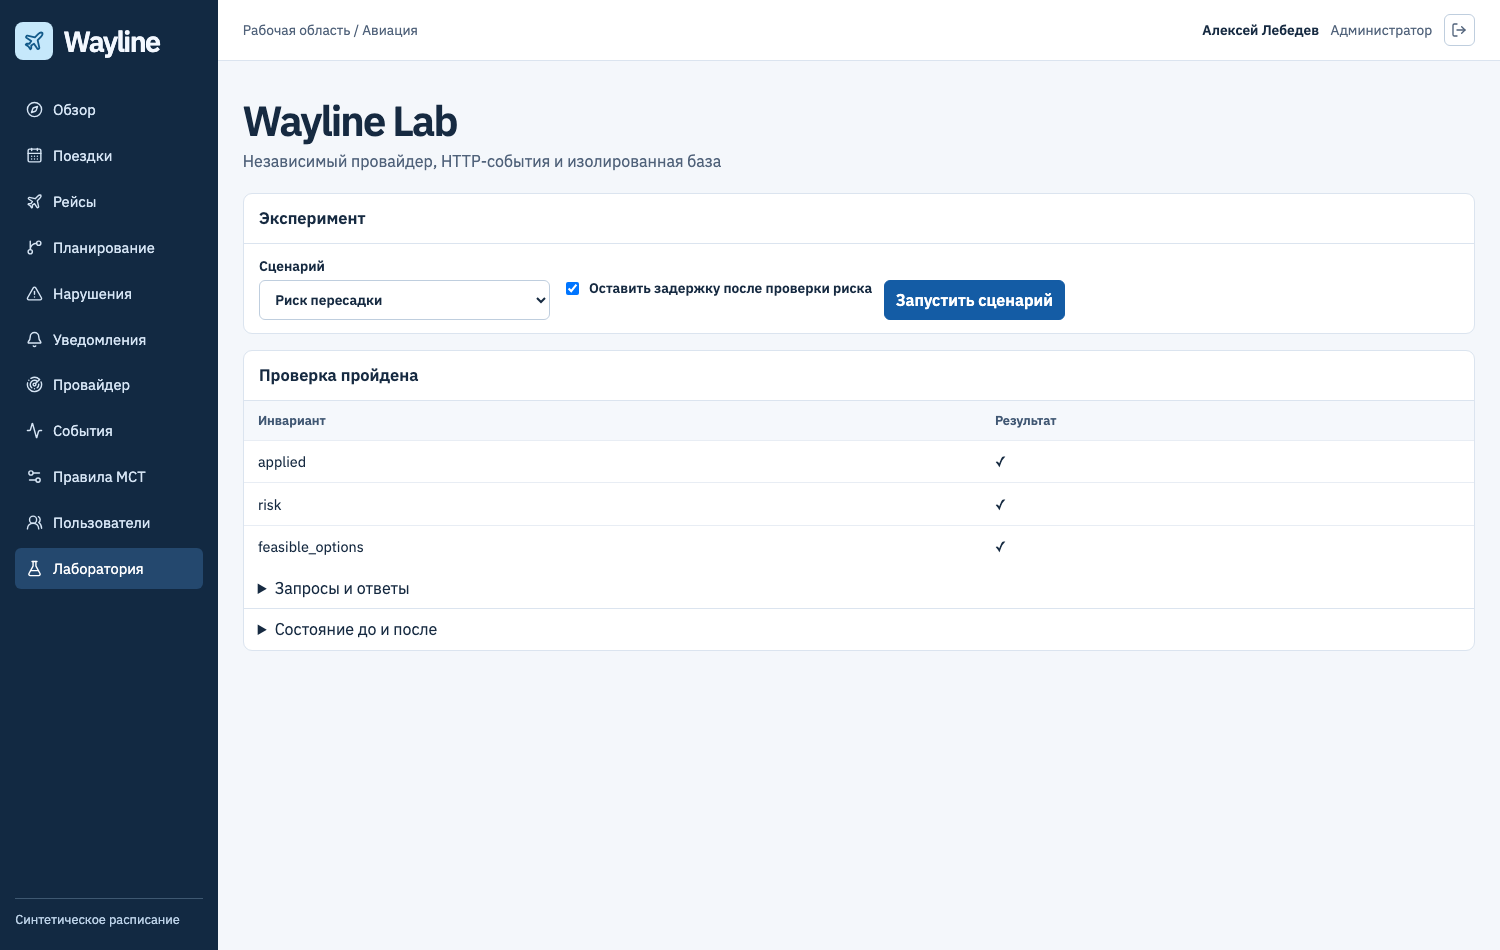 Wayline
Обзор
Поездки
Рейсы
Планирование
Нарушения
Уведомления
Провайдер
События
Правила МСТ
Пользователи
Лаборатория
Синтетическое расписание
Рабочая область / Авиация
Алексей Лебедев Администратор
Wayline Lab
Независимый провайдер, HTTP-события и изолированная база
Эксперимент
Сценарий
Риск пересадки
Оставить задержку после проверки риска
Запустить сценарий
Проверка пройдена
Инвариант Результат
applied ✓
risk ✓
feasible_options ✓
Запросы и ответы
Состояние до и после